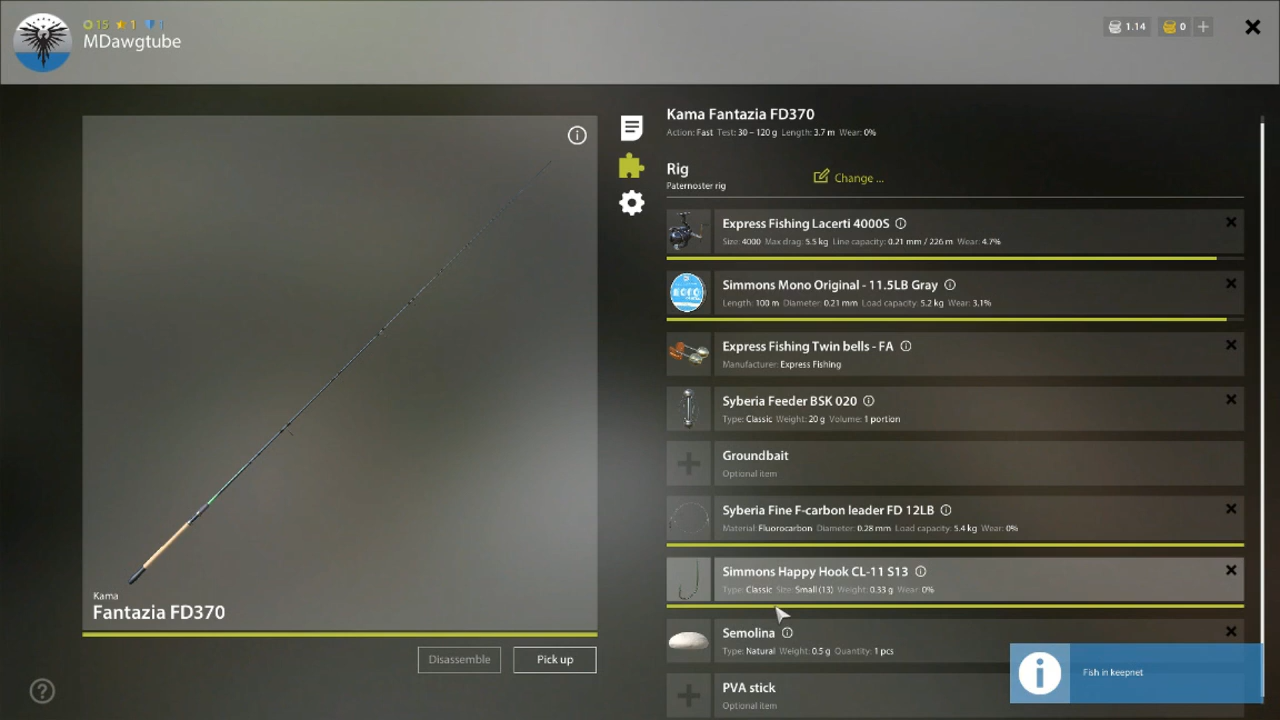 15 1 1
MDawgtube
1.14 0
Kama Fantazia FD370
Action: Fast Test: 30 – 120 g Length: 3.7 m Wear: 0%
Rig
Paternoster rig
Change ...
Express Fishing Lacerti 4000S
Size: 4000 Max drag: 5.5 kg Line capacity: 0.21 mm / 226 m Wear: 4.7%
Simmons Mono Original - 11.5LB Gray
Length: 100 m Diameter: 0.21 mm Load capacity: 5.2 kg Wear: 3.1%
Express Fishing Twin bells - FA
Manufacturer: Express Fishing
Syberia Feeder BSK 020
Type: Classic Weight: 20 g Volume: 1 portion
Groundbait
Optional item
Syberia Fine F-carbon leader FD 12LB
Material: Fluorocarbon Diameter: 0.28 mm Load capacity: 5.4 kg Wear: 0%
Simmons Happy Hook CL-11 S13
Type: Classic Size: Small (13) Weight: 0.33 g Wear: 0%
Semolina
Type: Natural Weight: 0.5 g Quantity: 1 pcs
PVA stick
Optional item
Kama
Fantazia FD370
Disassemble
Pick up
Fish in keepnet